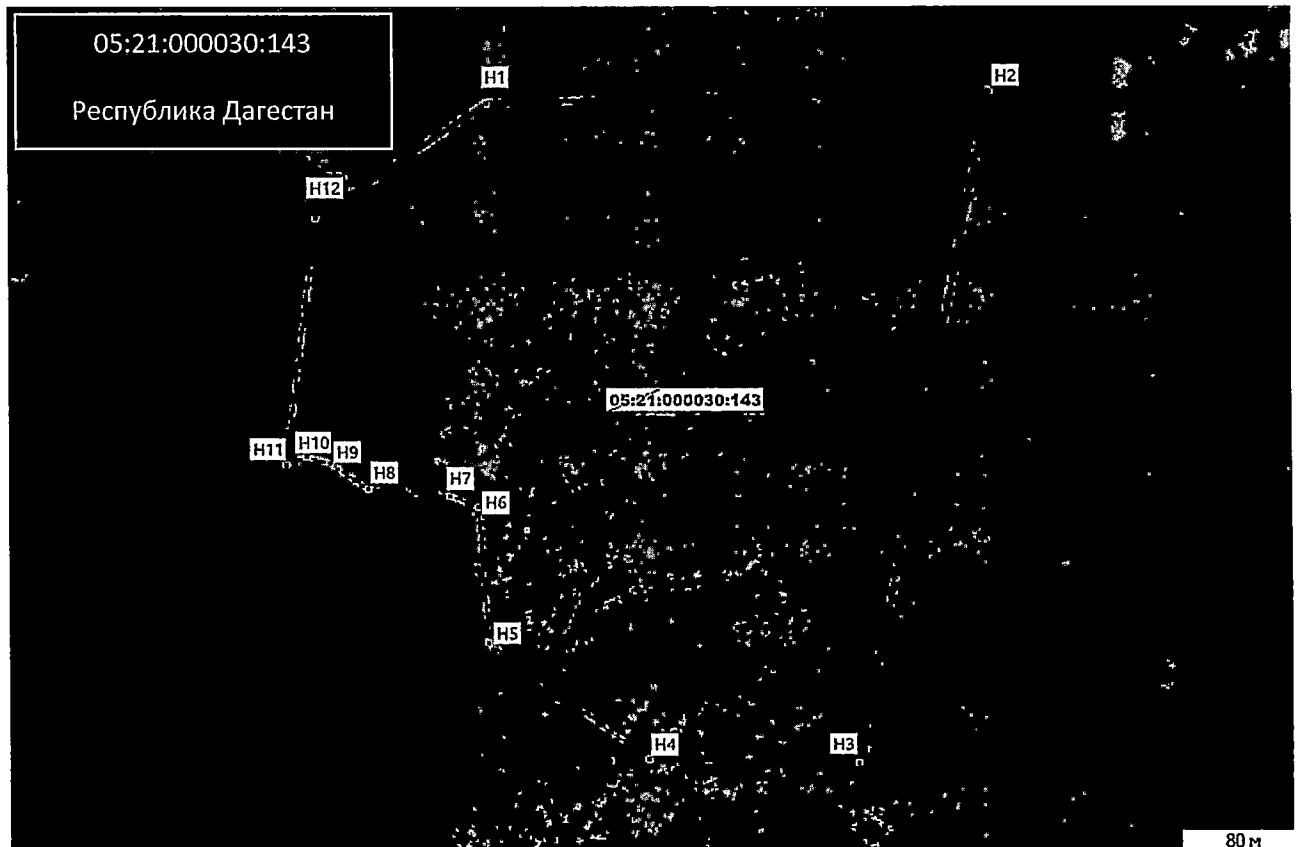 05:21:000030:143
Республика Дагестан
Н1
Н2
Н12
05:21:000030:143
Н11
Н10
Н9
Н8
Н7
Н6
Н5
Н4
Н3
80 м